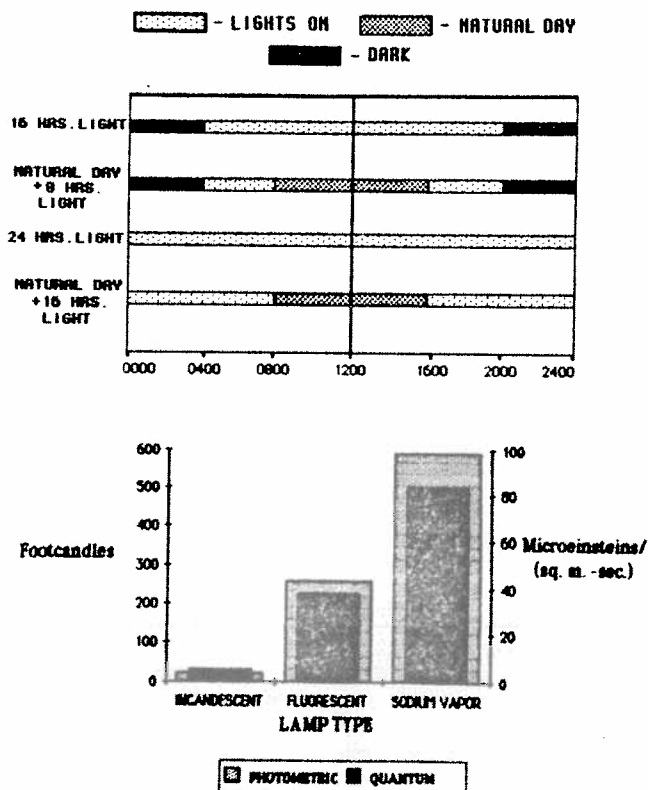 - LIGHTS ON - NATURAL DAY
- DARK
16 HRS. LIGHT
NATURAL DAY
+8 HRS.
LIGHT
24 HRS. LIGHT
NATURAL DAY
+16 HRS.
LIGHT
0000 0400 0800 1200 1600 2000 2400
600
500
400
300
200
100
0
Footcandles
100
80
60
40
20
0
Microeinsteins/
(sq. m. -sec.)
INCANDESCENT FLUORESCENT SODIUM VAPOR
LAMP TYPE
PHOTOMETRIC QUANTUM